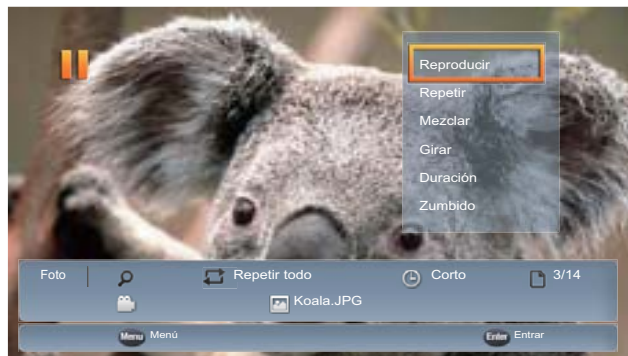 Reproducir
Repetir
Mezclar
Girar
Duración
Zumbido
Foto Repetir todo Corto 3/14
Koala.JPG
Menu Menú Enter Entrar